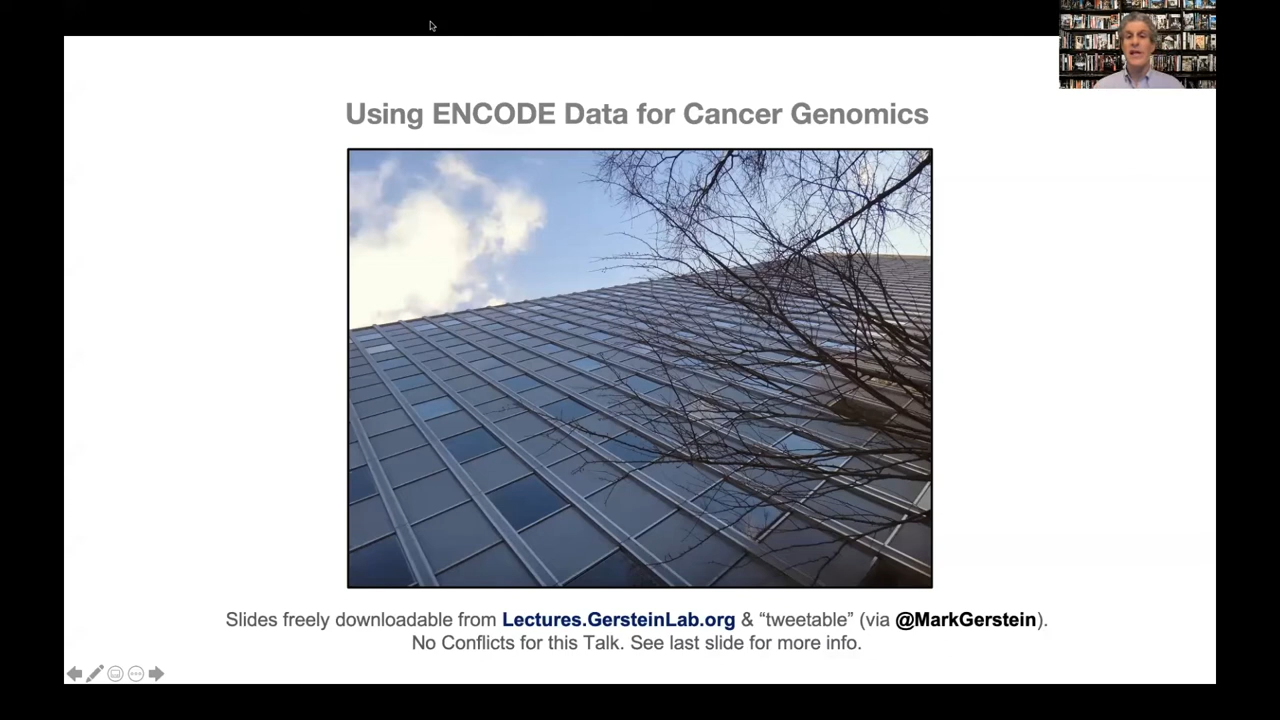 Using ENCODE Data for Cancer Genomics
Slides freely downloadable from Lectures.GersteinLab.org & “tweetable” (via @MarkGerstein).
No Conflicts for this Talk. See last slide for more info.